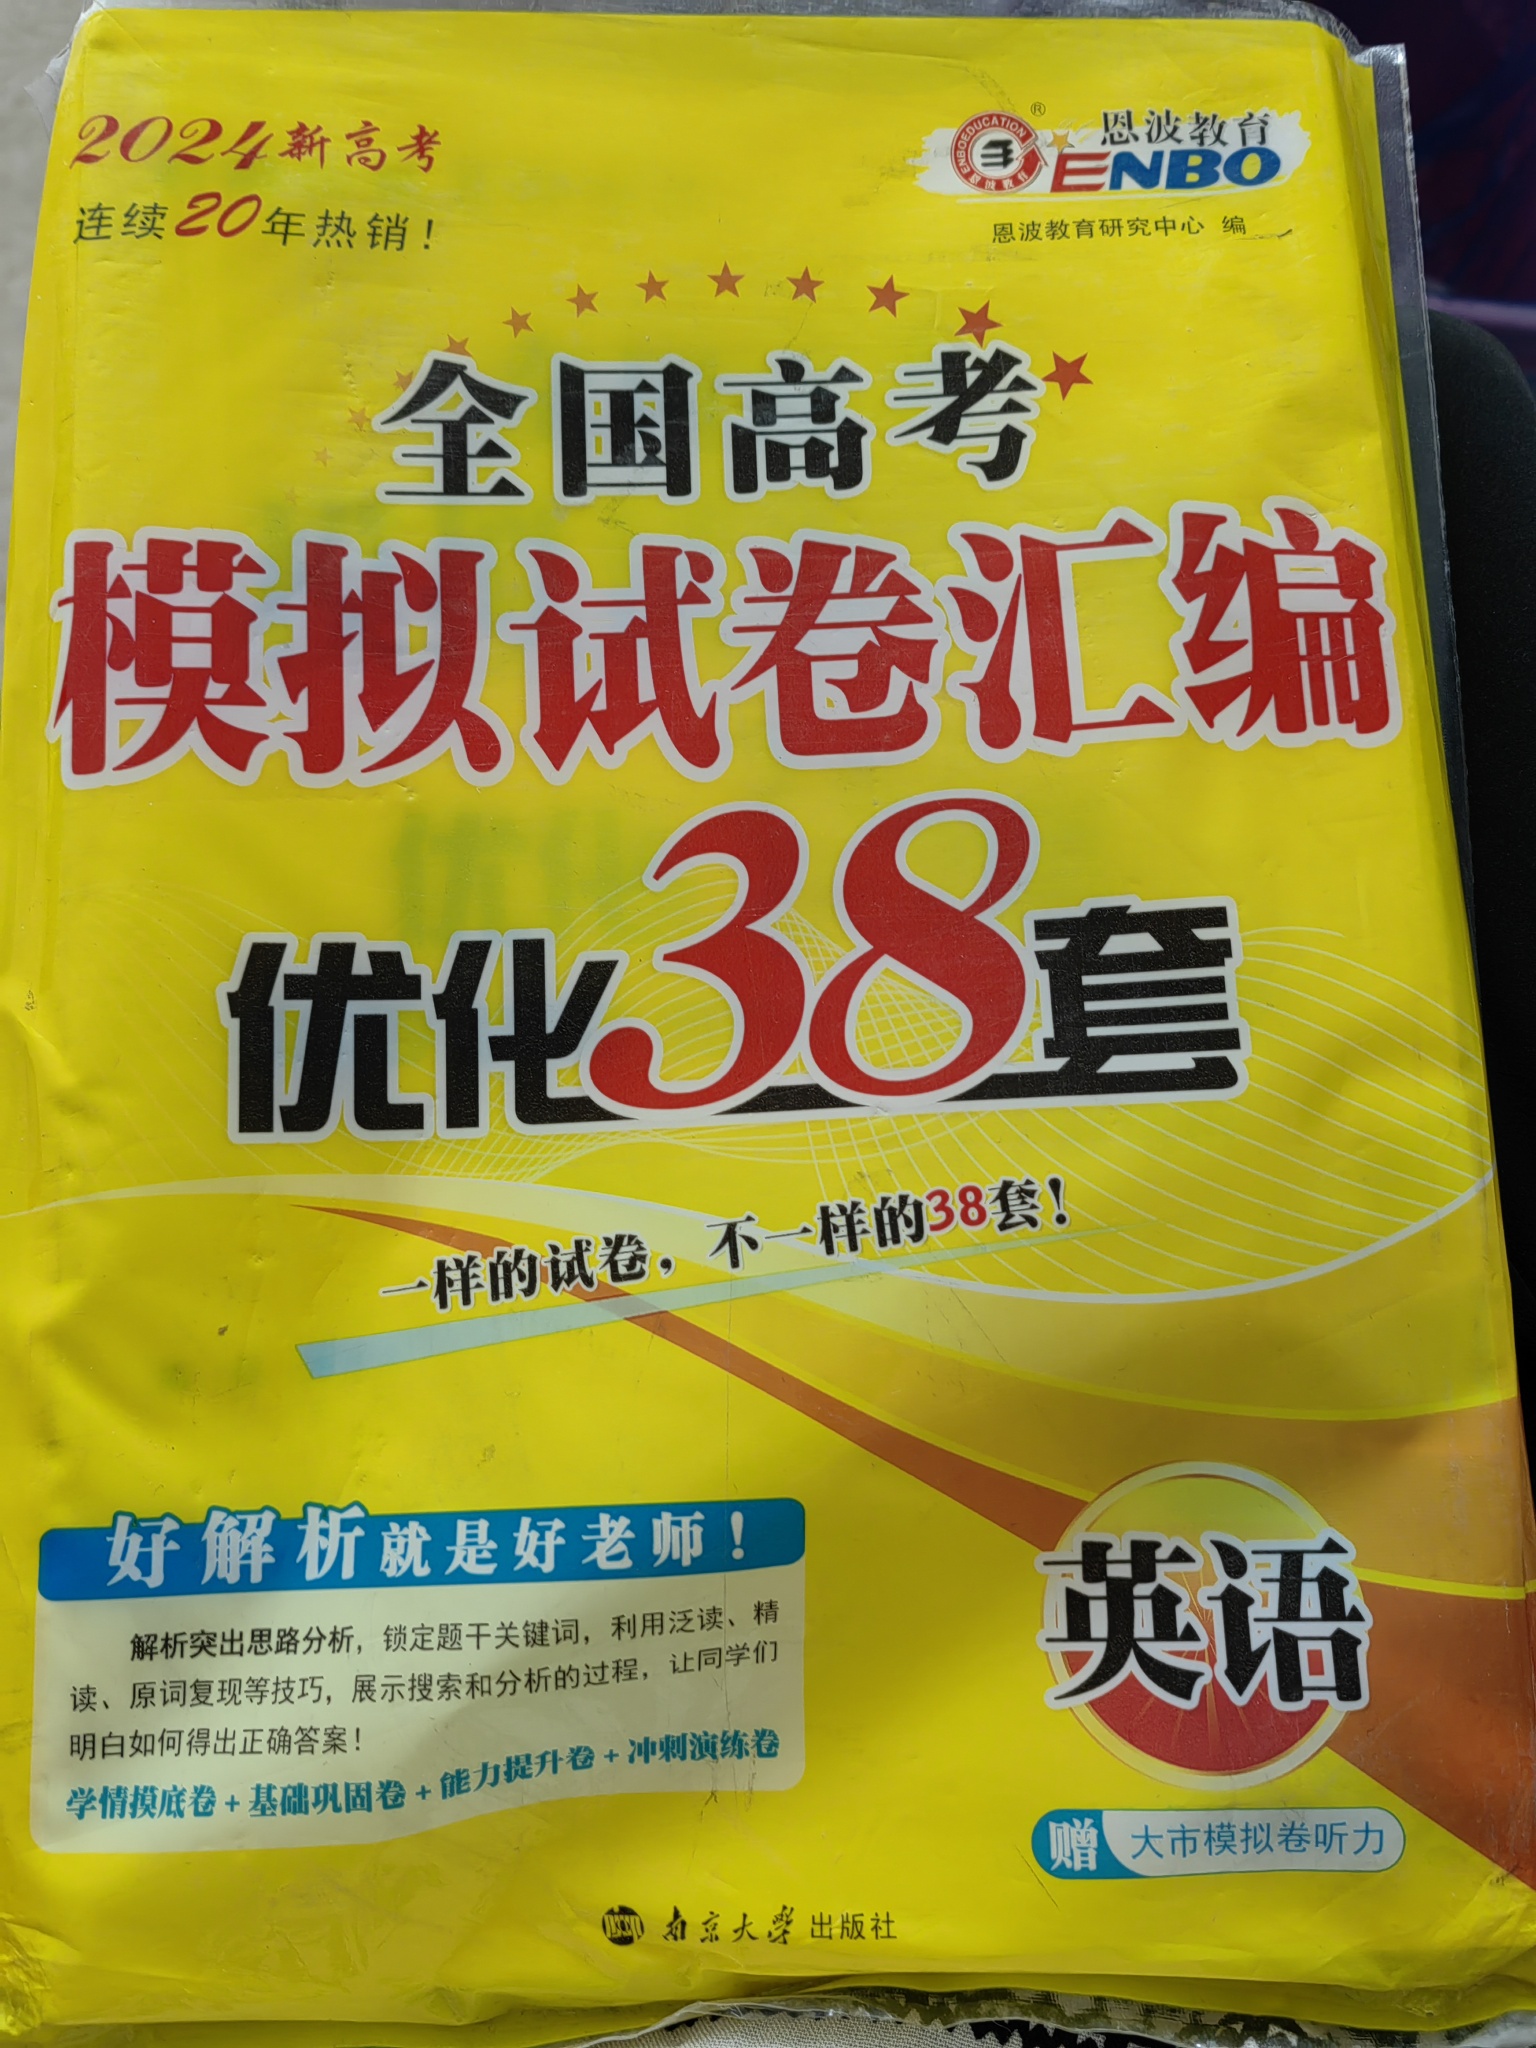 2024新高考
连续20年热销！
ENBOEDUCATION
恩波教育
®
恩波教育
ENBO
恩波教育研究中心 编
全国高考
模拟试卷汇编
优化38套
一样的试卷，不一样的38套！
好解析就是好老师！
解析突出思路分析，锁定题干关键词，利用泛读、精
读、原词复现等技巧，展示搜索和分析的过程，让同学们
明白如何得出正确答案！
学情摸底卷+基础巩固卷+能力提升卷+冲刺演练卷
英语
赠 大市模拟卷听力
南京大学出版社